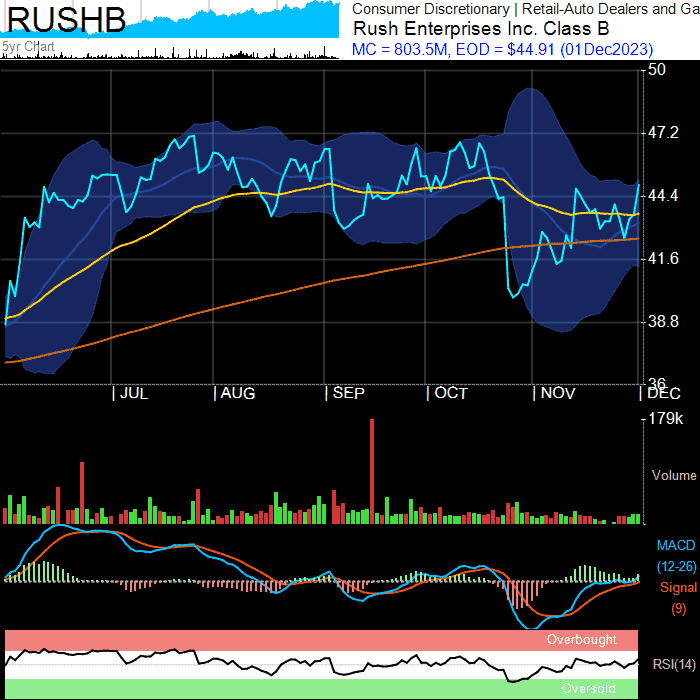 RUSHB
5yr Chart
Consumer Discretionary | Retail-Auto Dealers and Ga
Rush Enterprises Inc. Class B
MC = 803.5M, EOD = $44.91 (01Dec2023)
50
47.2
44.4
41.6
38.8
36
| JUL | AUG | SEP | OCT | NOV | DEC
179k
Volume
MACD
(12-26)
Signal
(9)
Overbought
RSI(14)
Oversold